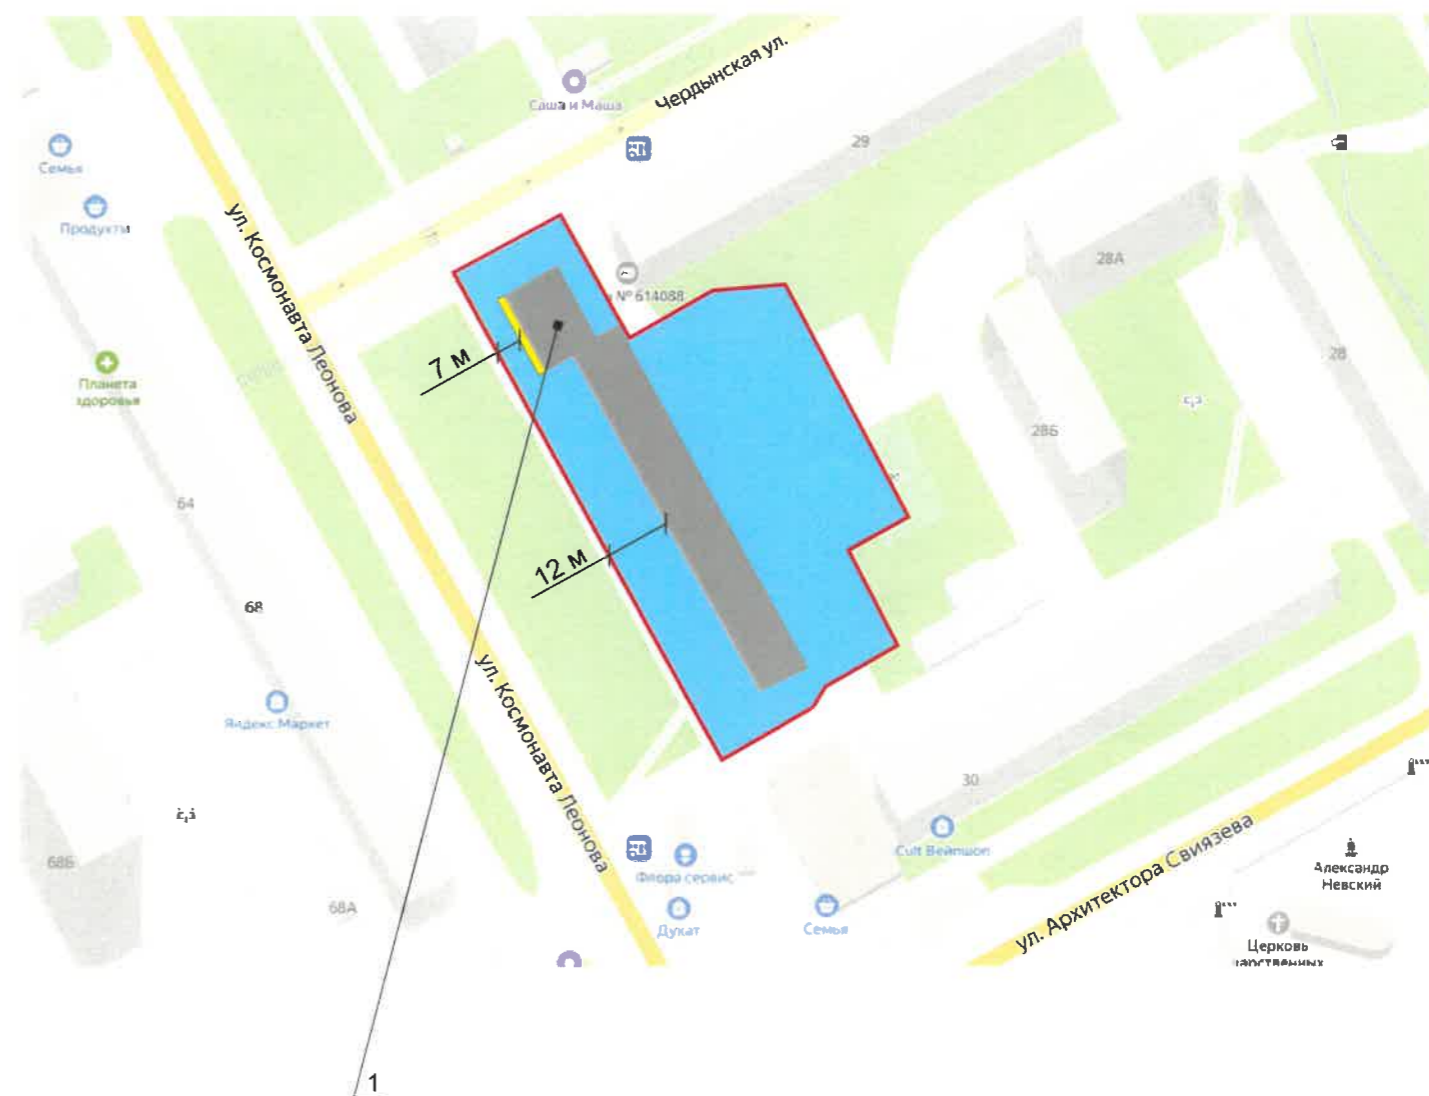 Чердынская ул.
Саша и Маша
29
Семья
Продукти
ул. Космонавта Леонова
28А
№ 614088
28
7 м
Планета
здоровья
28Б
64
12 м
68
ул. Космонавта Леонова
Яндекс Маркет
30
Cult Вейпшоп
ул. Архитектора Свиязева
68Б
Флора сервис
Александр
Невский
68А
Дукат
Семья
Церковь
1